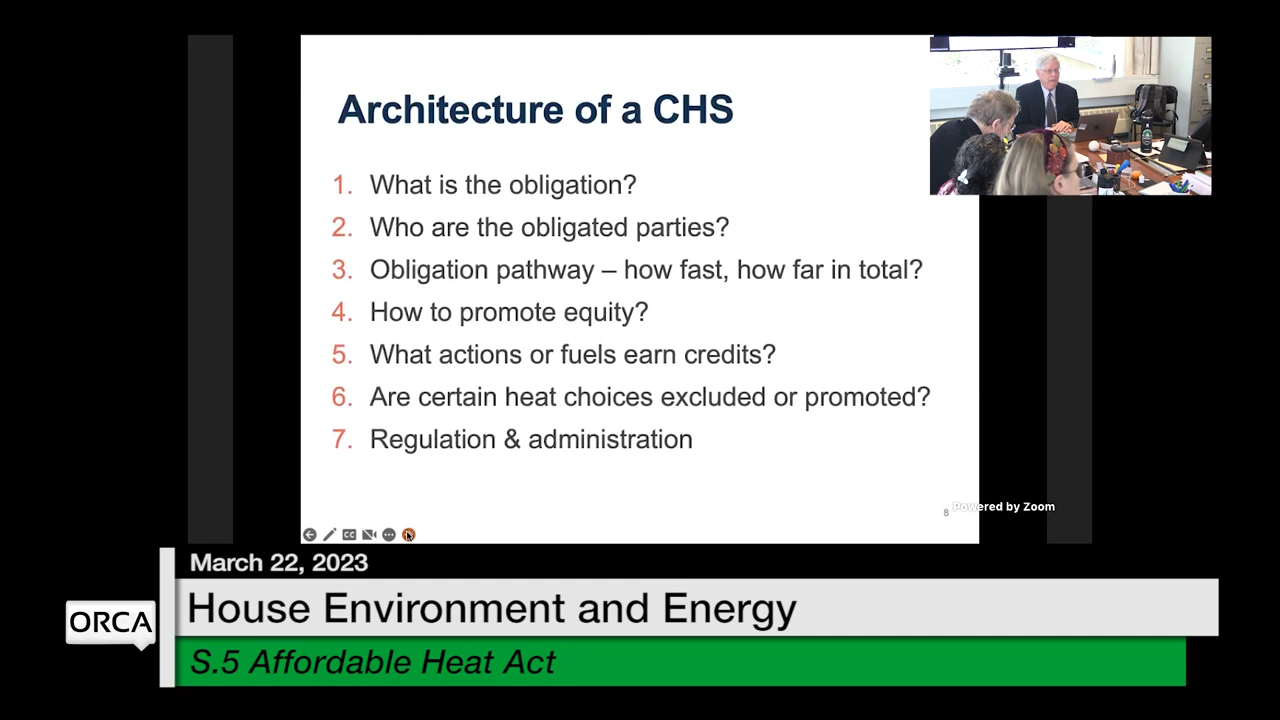 Architecture of a CHS
1. What is the obligation?
2. Who are the obligated parties?
3. Obligation pathway – how fast, how far in total?
4. How to promote equity?
5. What actions or fuels earn credits?
6. Are certain heat choices excluded or promoted?
7. Regulation & administration
8
Powered by Zoom
CC
March 22, 2023
House Environment and Energy
ORCA
S.5 Affordable Heat Act